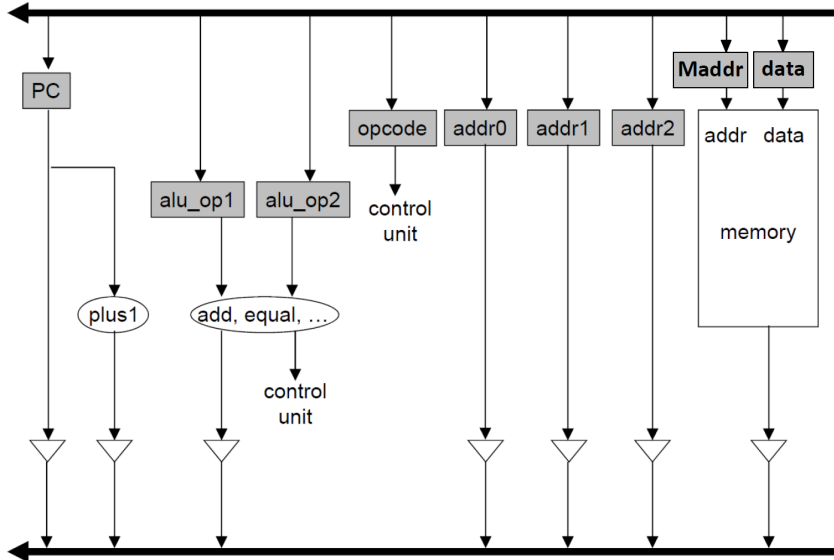 Maddr data
PC
opcode addr0 addr1 addr2
addr data
alu_op1 alu_op2
control
unit
memory
plus1 add, equal, …
control
unit